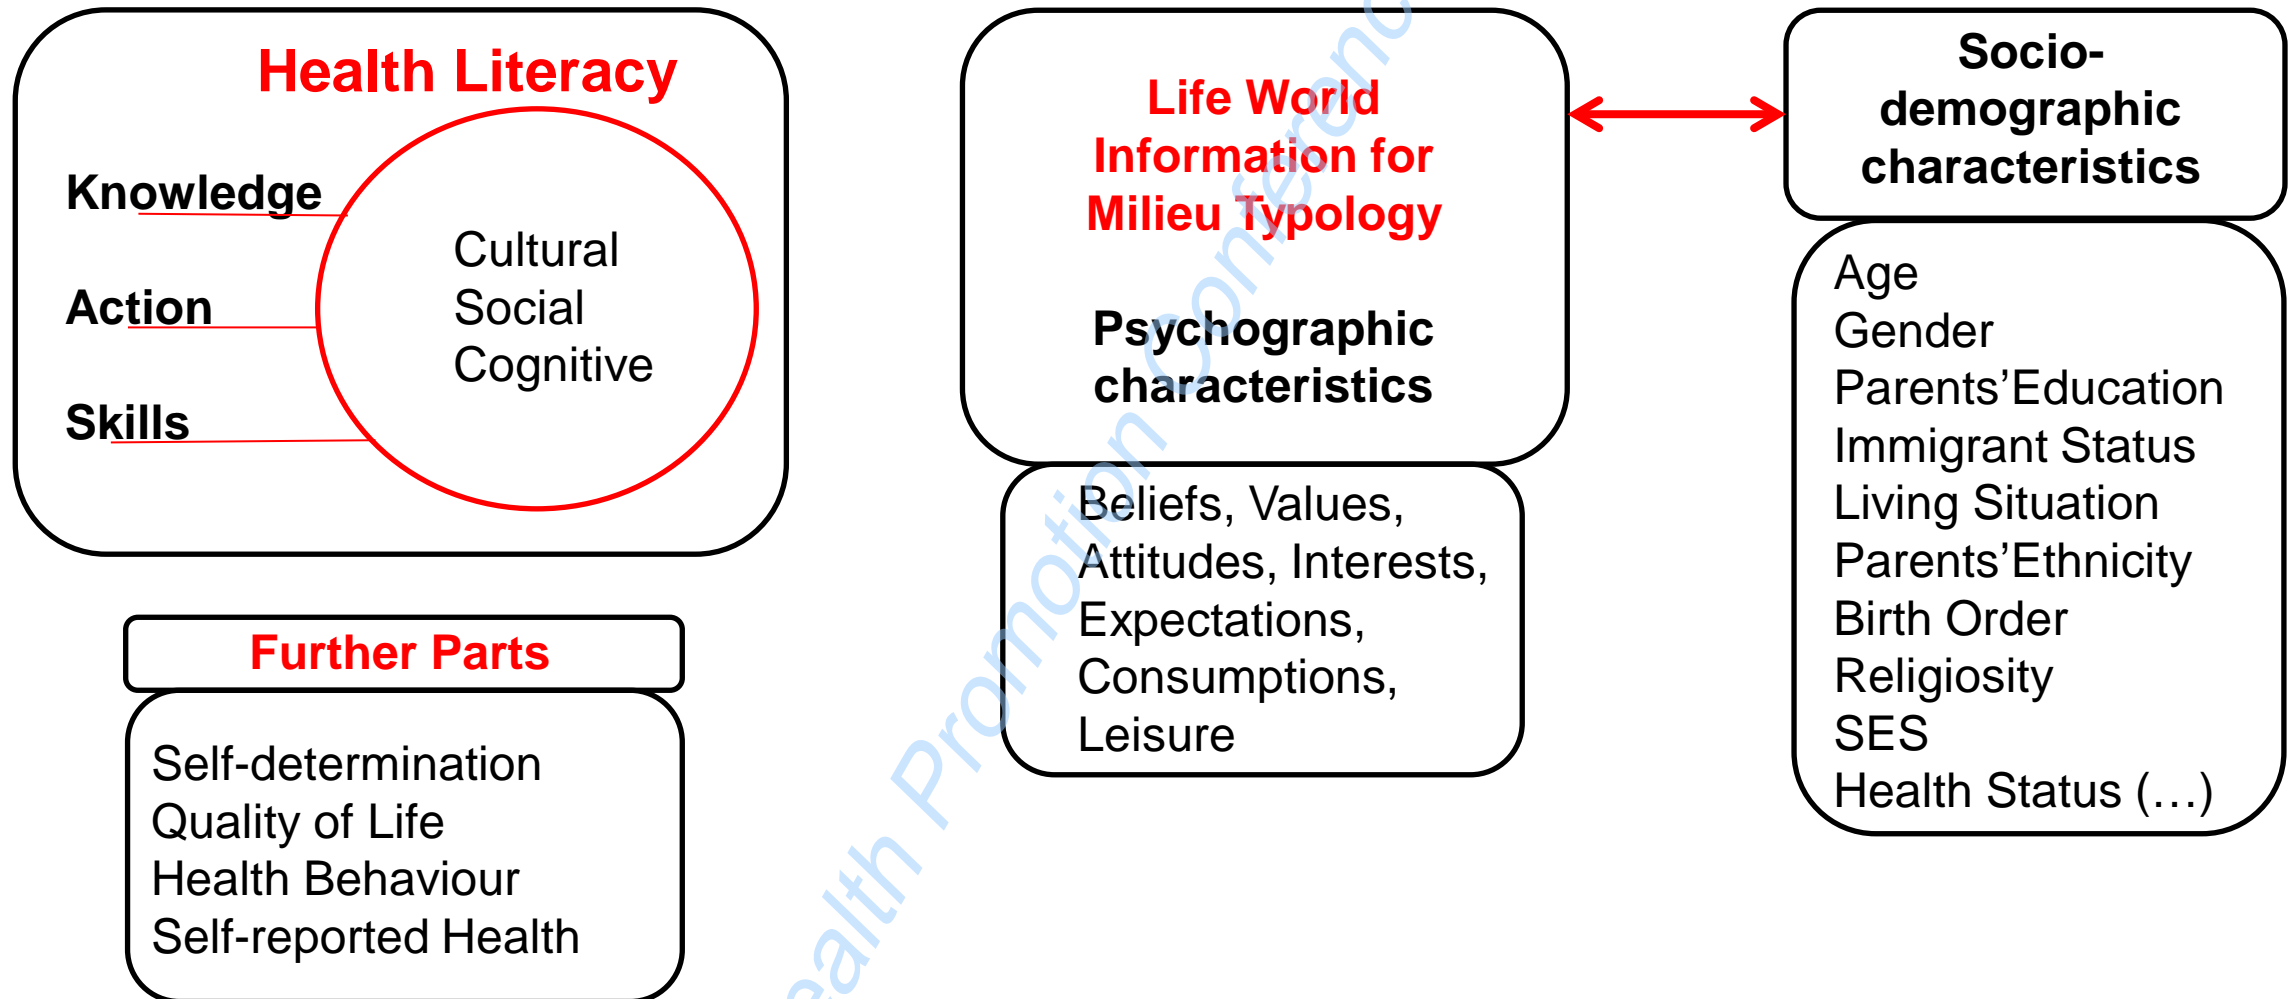 Health Literacy
Knowledge
Action
Skills
Cultural
Social
Cognitive
Further Parts
Self-determination
Quality of Life
Health Behaviour
Self-reported Health
Life World
Information for
Milieu Typology
Psychographic
characteristics
Beliefs, Values,
Attitudes, Interests,
Expectations,
Consumptions,
Leisure
Socio-
demographic
characteristics
Age
Gender
Parents’Education
Immigrant Status
Living Situation
Parents’Ethnicity
Birth Order
Religiosity
SES
Health Status (…)
Promotion